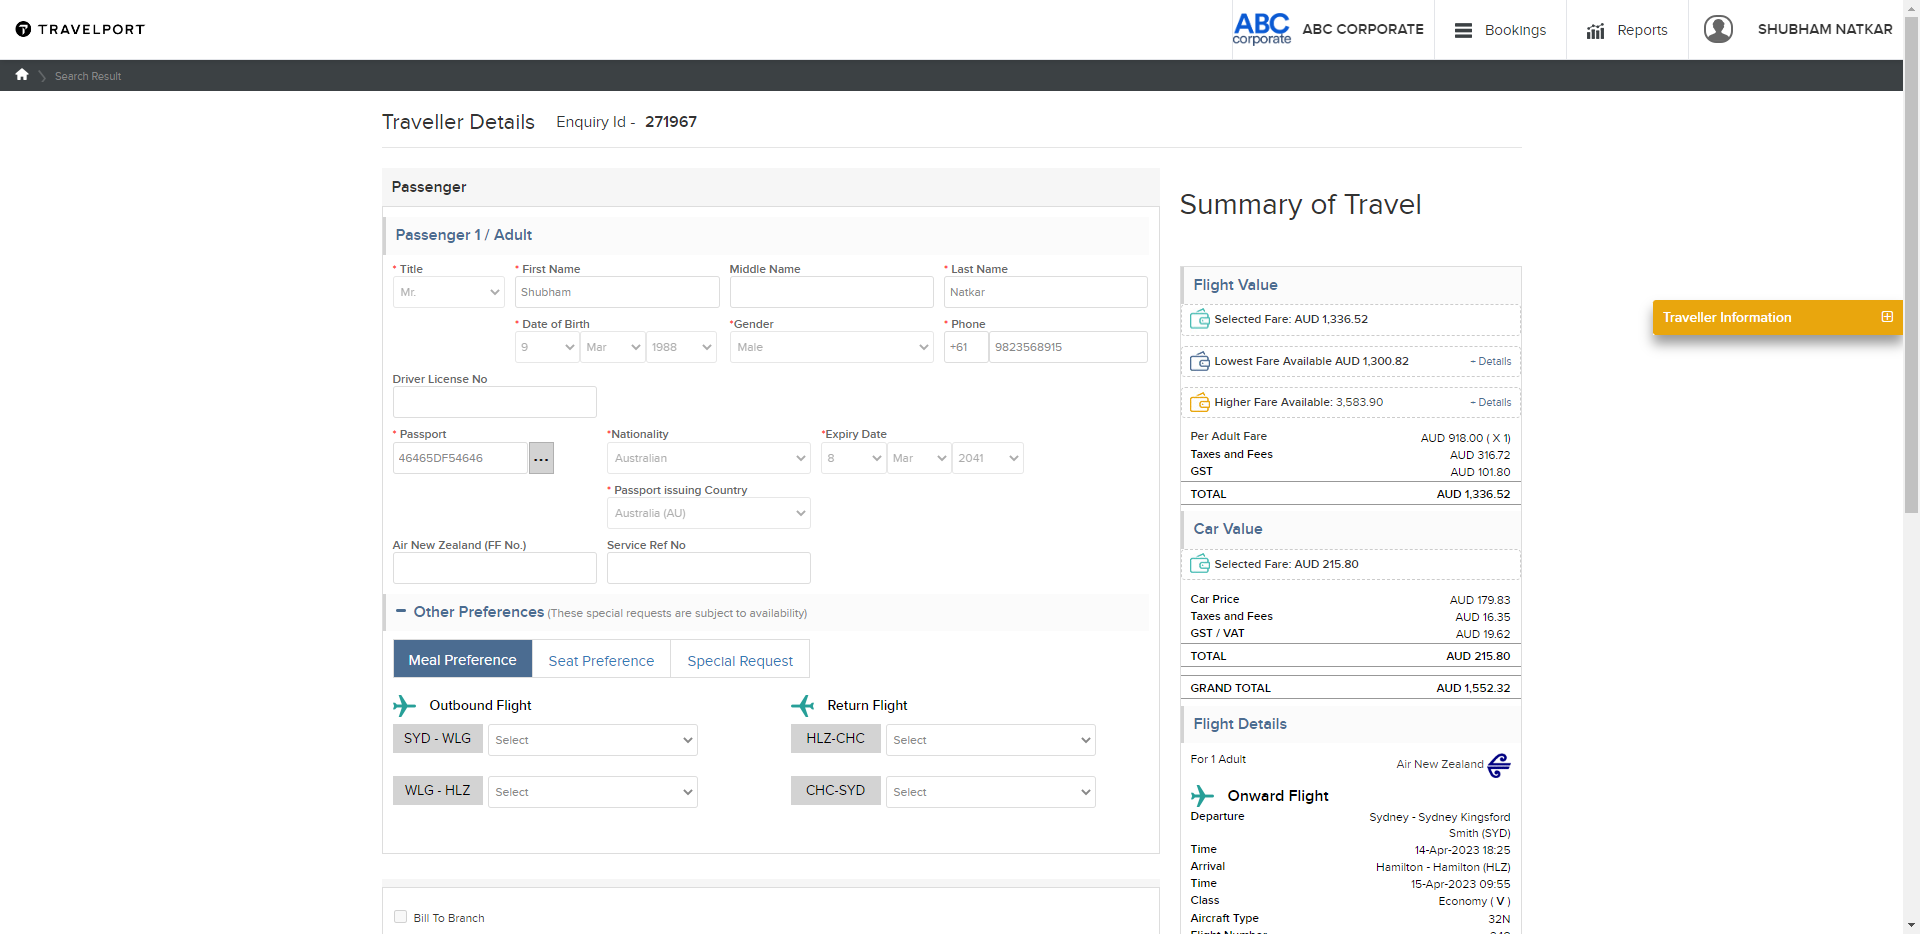 TRAVELPORT
ABC
corporate
ABC CORPORATE
Bookings
Reports
SHUBHAM NATKAR
Search Result
Traveller Details
Enquiry Id - 271967
Passenger
Passenger 1 / Adult
* Title
* First Name
Middle Name
* Last Name
Mr.
Shubham
Natkar
* Date of Birth
*Gender
* Phone
9
Mar
1988
Male
+61
9823568915
Driver License No
* Passport
*Nationality
*Expiry Date
46465DF54646
...
Australian
8
Mar
2041
* Passport issuing Country
Australia (AU)
Air New Zealand (FF No.)
Service Ref No
Other Preferences (These special requests are subject to availability)
Meal Preference
Seat Preference
Special Request
Outbound Flight
Return Flight
SYD - WLG
Select
HLZ-CHC
Select
WLG - HLZ
Select
CHC-SYD
Select
Bill To Branch
Summary of Travel
Flight Value
Selected Fare: AUD 1,336.52
Lowest Fare Available AUD 1,300.82
+ Details
Higher Fare Available: 3,583.90
+ Details
Per Adult Fare
AUD 918.00 ( X 1)
Taxes and Fees
AUD 316.72
GST
AUD 101.80
TOTAL
AUD 1,336.52
Car Value
Selected Fare: AUD 215.80
Car Price
AUD 179.83
Taxes and Fees
AUD 16.35
GST / VAT
AUD 19.62
TOTAL
AUD 215.80
GRAND TOTAL
AUD 1,552.32
Flight Details
For 1 Adult
Air New Zealand
Onward Flight
Departure
Sydney - Sydney Kingsford
Smith (SYD)
Time
14-Apr-2023 18:25
Arrival
Hamilton - Hamilton (HLZ)
Time
15-Apr-2023 09:55
Class
Economy ( V )
Aircraft Type
32N
Flight Number
Traveller Information